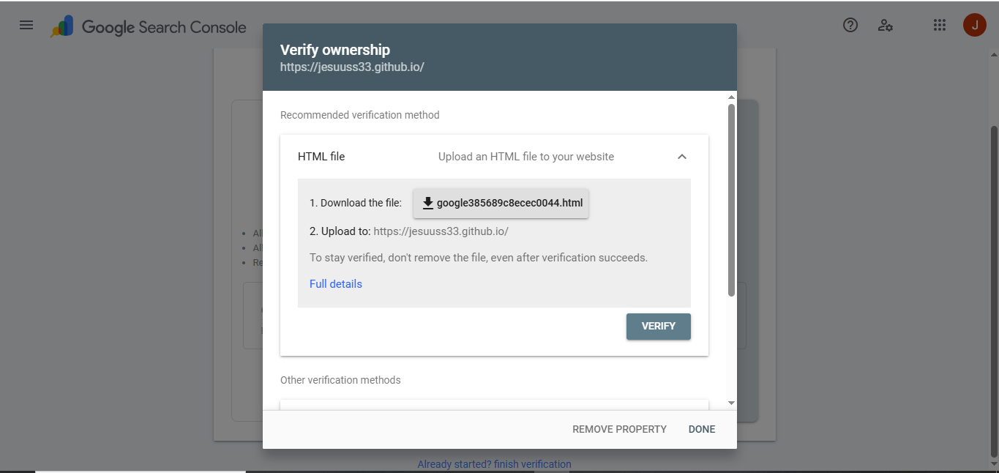 Google Search Console
J
Verify ownership
https://jesuuss33.github.io/
Recommended verification method
HTML file
Upload an HTML file to your website
1. Download the file:
google385689c8ecec0044.html
2. Upload to: https://jesuuss33.github.io/
To stay verified, don't remove the file, even after verification succeeds.
Full details
VERIFY
Other verification methods
REMOVE PROPERTY
DONE
Al
Al
Re
Already started? finish verification